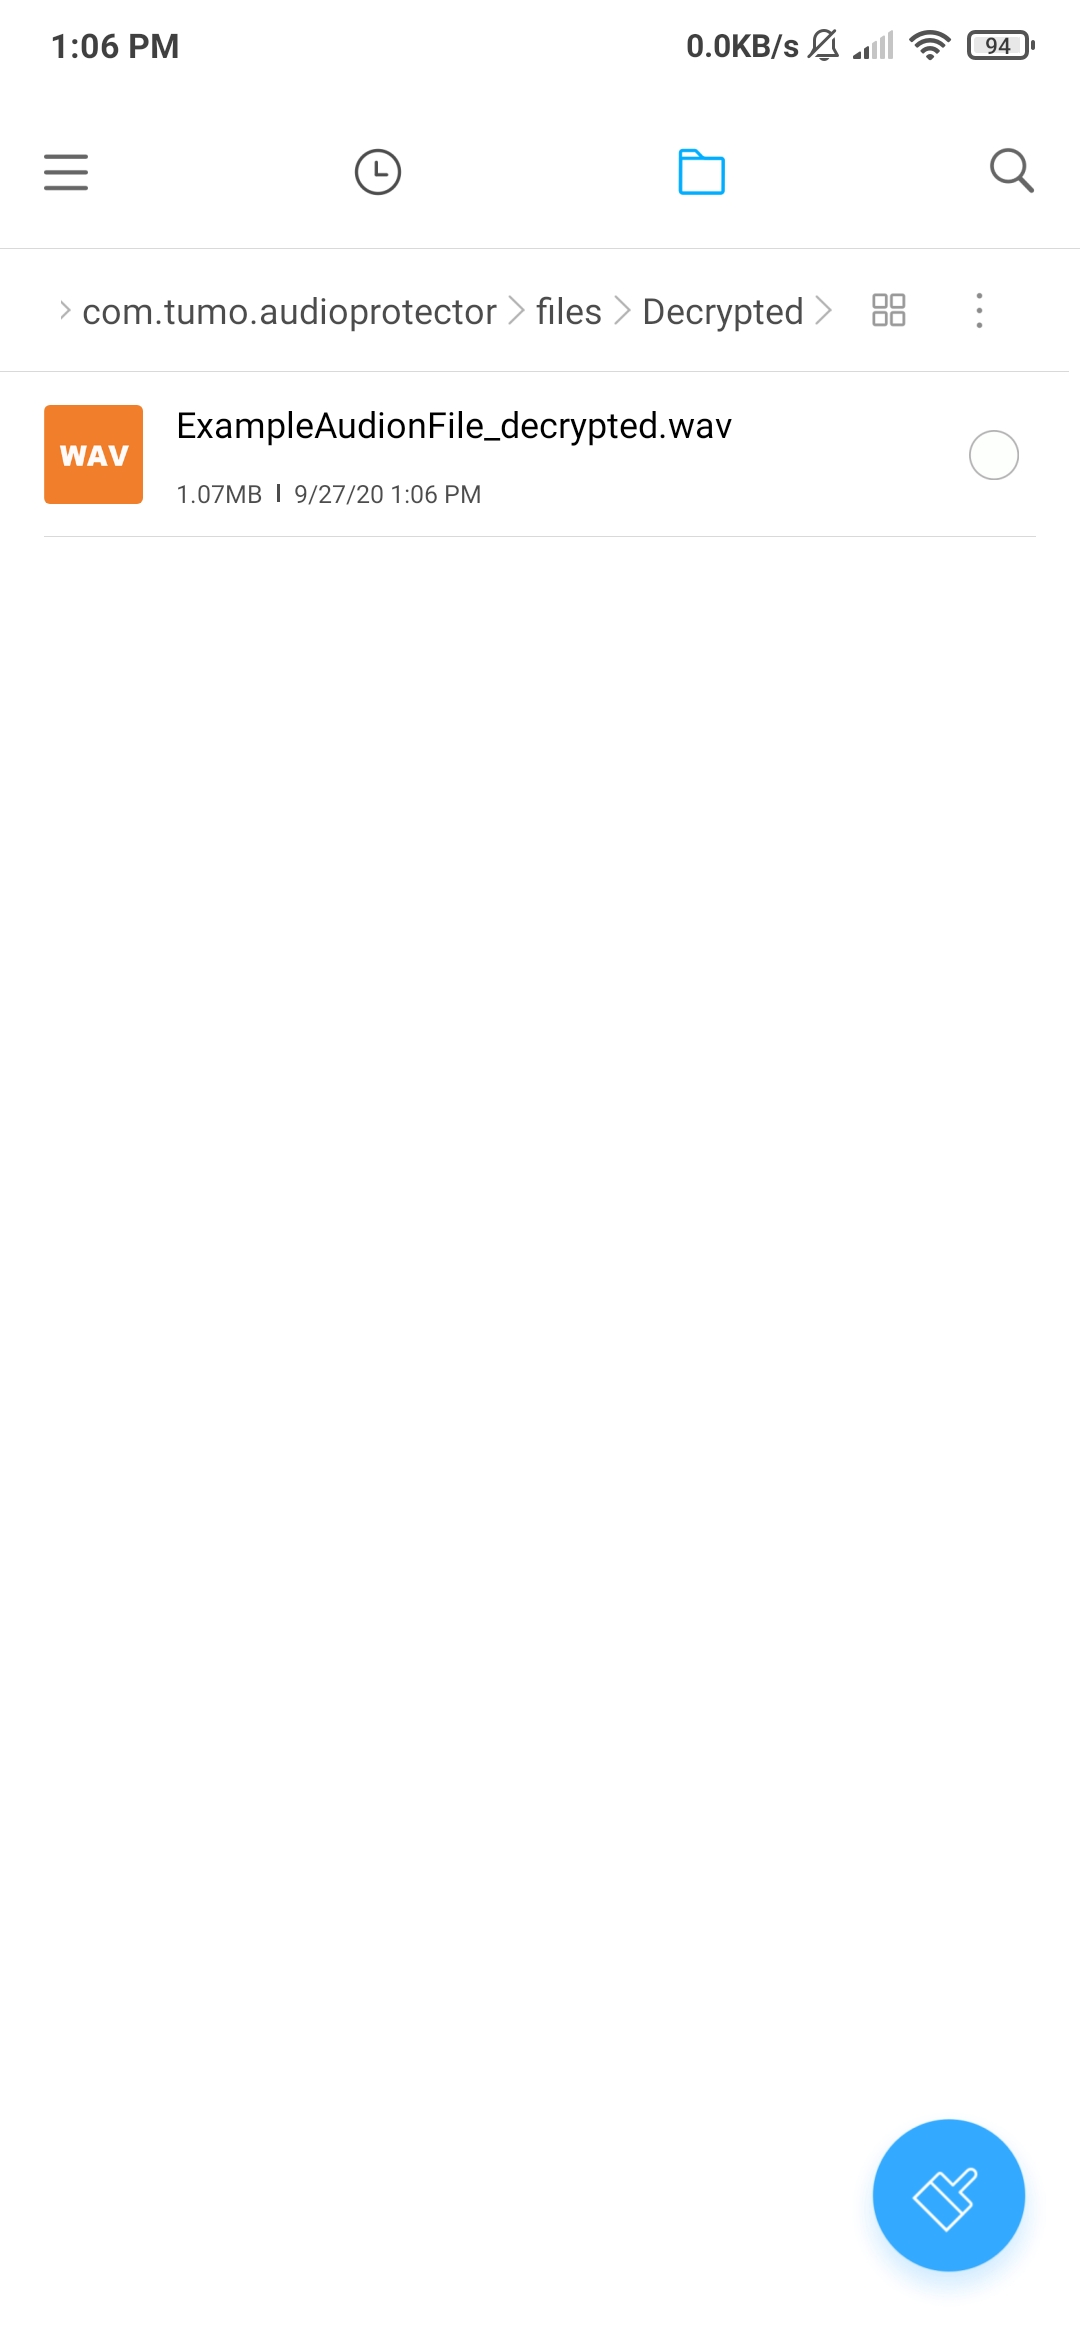 1:06 PM 0.0KB/s 94
com.tumo.audioprotector files Decrypted
WAV
ExampleAudionFile_decrypted.wav
1.07MB | 9/27/20 1:06 PM